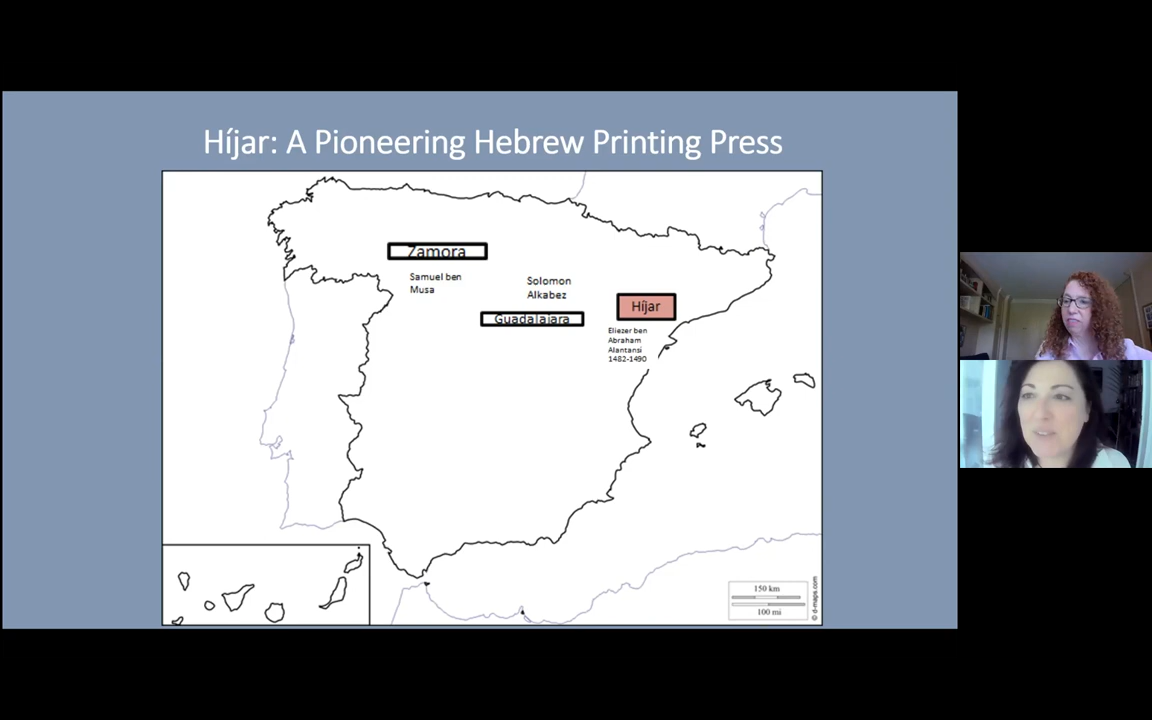 Híjar: A Pioneering Hebrew Printing Press
Zamora
Samuel ben
Musa
Solomon
Alkabez
Guadalajara
Híjar
Eliezer ben
Abraham
Alantansi
1482-1490
150 km
100 mi
© d-maps.com